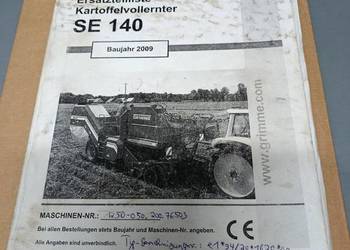 Ersatzteilliste
Kartoffelvollernter
SE 140
Baujahr 2009
www.grimme.com
MASCHINEN-NR.:
Bei allen Bestellungen stets Baujahr und Maschinen-Nr. angeben.
Alle Angaben sind unverbindlich.
CE